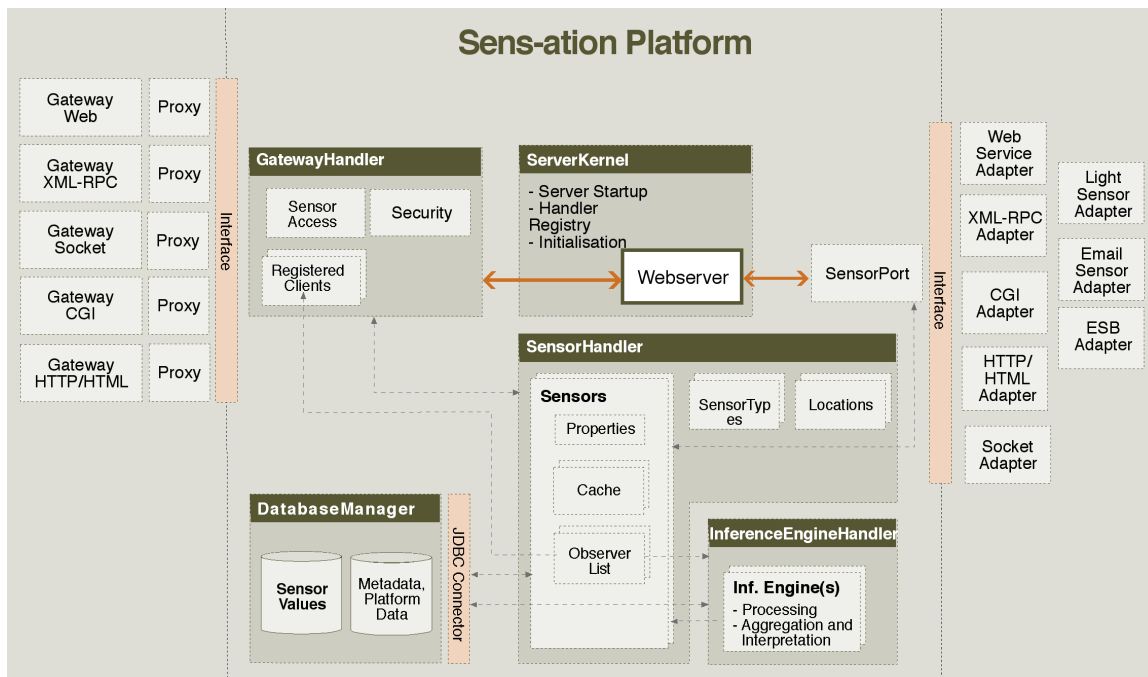 Sens-ation Platform
Gateway
Web
Proxy
Gateway
XML-RPC
Proxy
Gateway
Socket
Proxy
Gateway
CGI
Proxy
Gateway
HTTP/HTML
Proxy
Interface
GatewayHandler
Sensor
Access
Security
Registered
Clients
ServerKernel
- Server Startup
- Handler
Registry
- Initialisation
Webserver
SensorPort
SensorHandler
Sensors
Properties
Cache
Observer
List
SensorTyp
es
Locations
DatabaseManager
Sensor
Values
Metadata,
Platform
Data
JDBC Connector
InferenceEngineHandler
Inf. Engine(s)
- Processing
- Aggregation and
Interpretation
Interface
Web
Service
Adapter
XML-RPC
Adapter
CGI
Adapter
HTTP/
HTML
Adapter
Socket
Adapter
Light
Sensor
Adapter
Email
Sensor
Adapter
ESB
Adapter